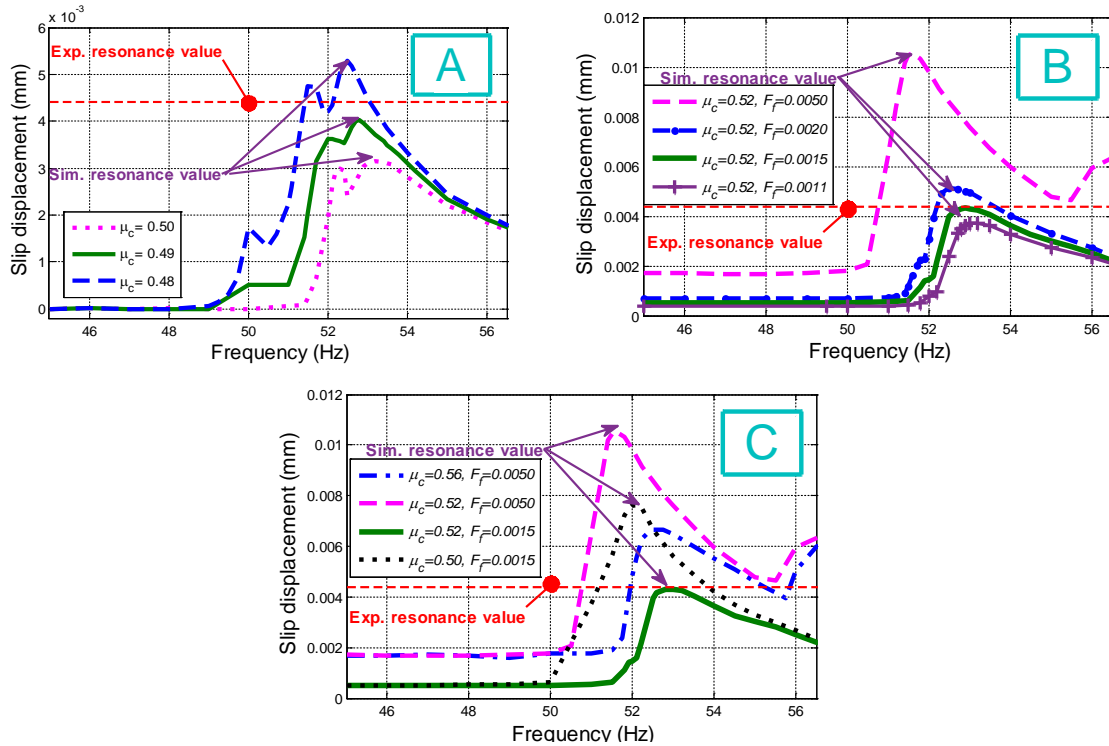 ×10⁻³
6
5
4
3
2
1
0
Slip displacement (mm)
A
Exp. resonance value
Sim. resonance value
μc= 0.50
μc= 0.49
μc= 0.48
46 48 50 52 54 56
Frequency (Hz)
0.012
0.01
0.008
0.006
0.004
0.002
0
Slip displacement (mm)
B
Sim. resonance value
μc=0.52, Ff=0.0050
μc=0.52, Ff=0.0020
μc=0.52, Ff=0.0015
μc=0.52, Ff=0.0011
Exp. resonance value
46 48 50 52 54 56
Frequency (Hz)
0.012
0.01
0.008
0.006
0.004
0.002
0
Slip displacement (mm)
C
Sim. resonance value
μc=0.56, Ff=0.0050
μc=0.52, Ff=0.0050
μc=0.52, Ff=0.0015
μc=0.50, Ff=0.0015
Exp. resonance value
48 50 52 54 56
Frequency (Hz)